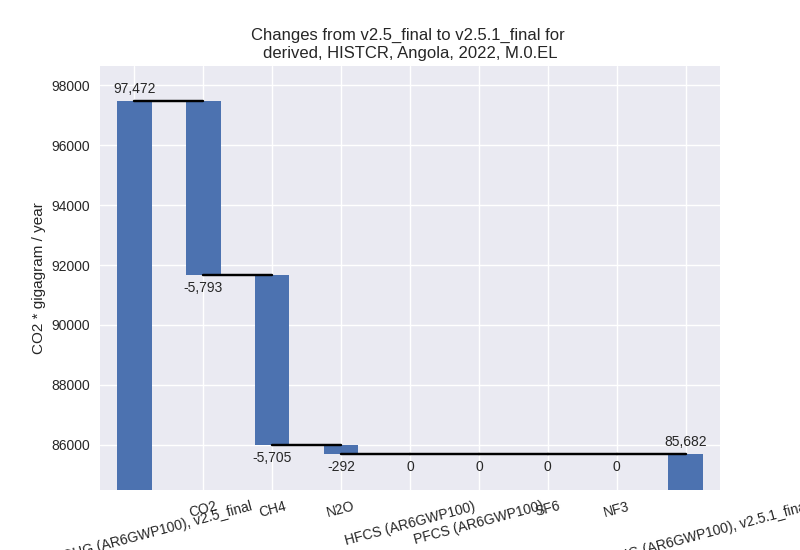 Changes from v2.5_final to v2.5.1_final for
derived, HISTCR, Angola, 2022, M.0.EL
CO2 * gigagram / year
98000
96000
94000
92000
90000
88000
86000
97,472
-5,793
-5,705
-292
0
0
0
0
85,682
(AR6GWP100), v2.5_final
CO2
CH4
N2O
HFCS (AR6GWP100)
PFCS (AR6GWP100)
SF6
NF3
(AR6GWP100), v2.5.1_fina